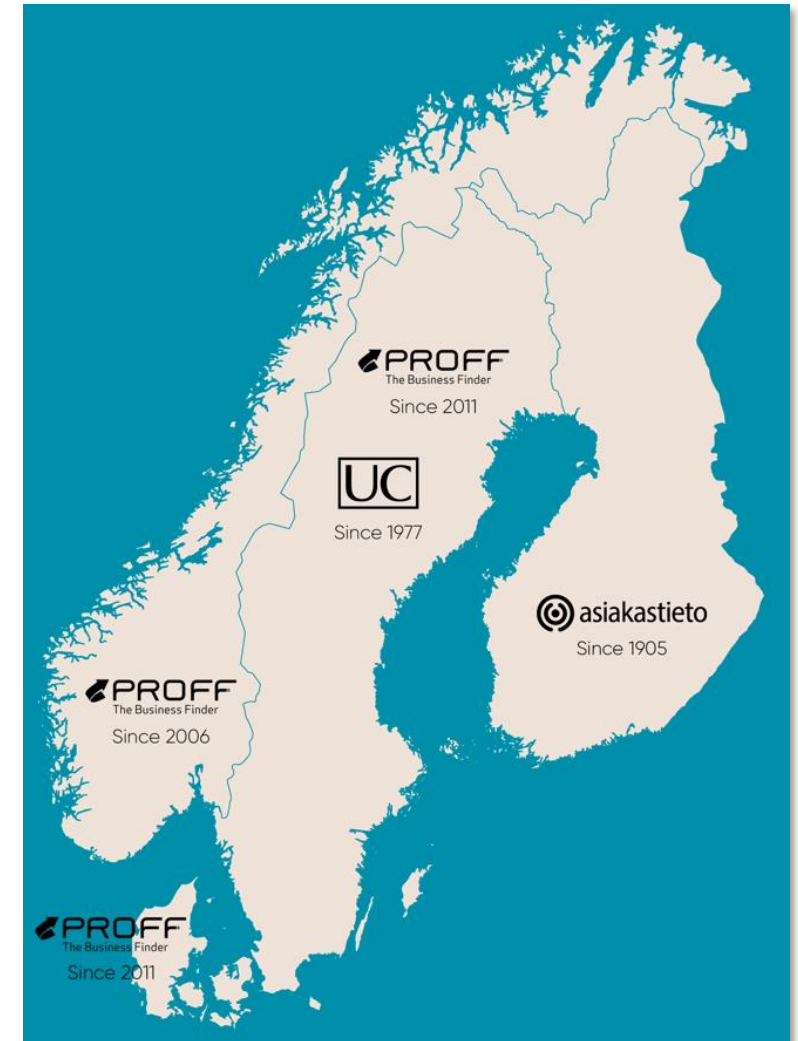 PROFF
The Business Finder
Since 2011
UC
Since 1977
asiakastieto
Since 1905
PROFF
The Business Finder
Since 2006
PROFF
The Business Finder
Since 2011